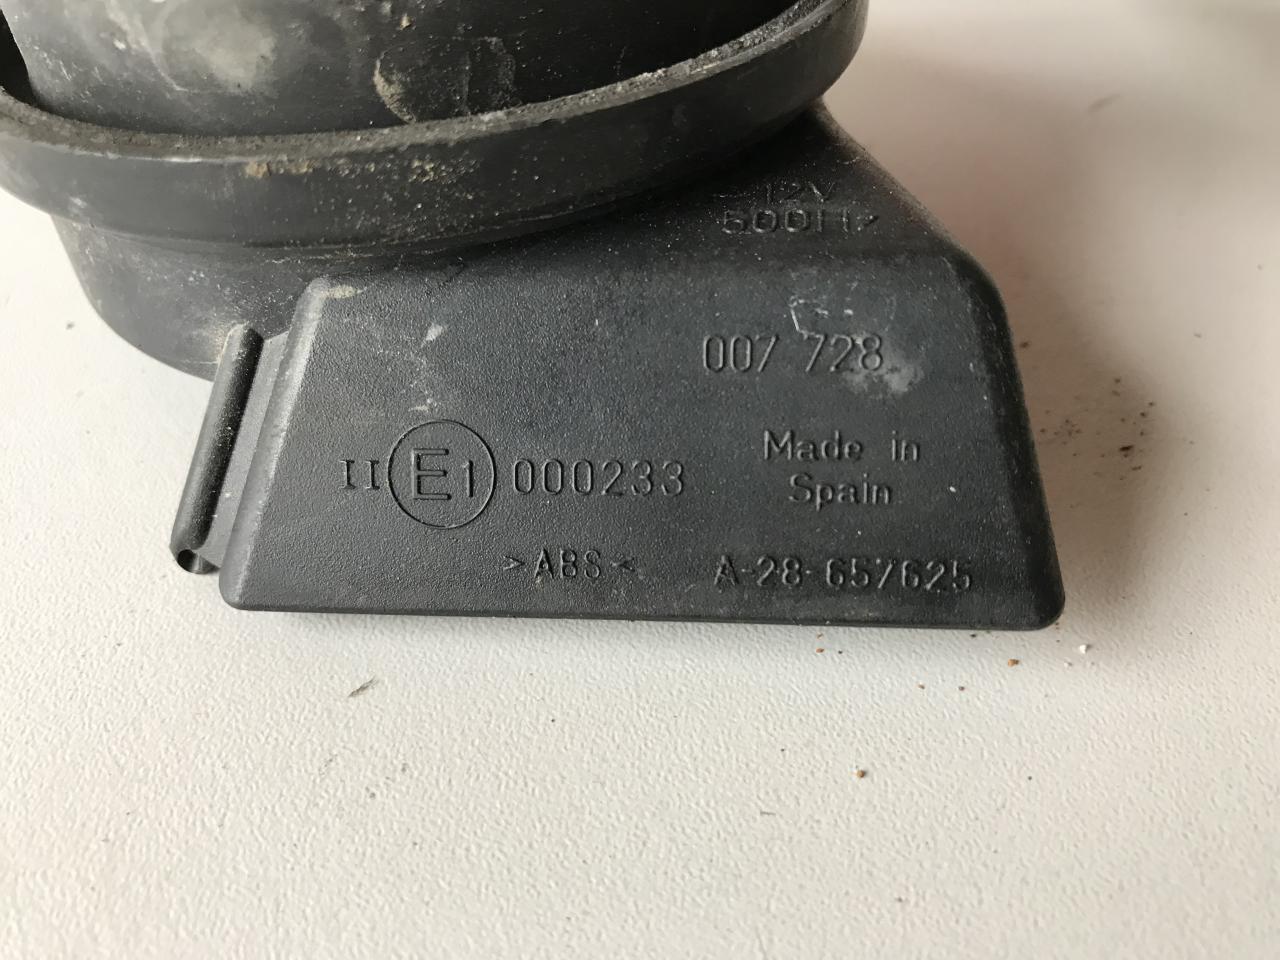 12V
500Hz
007 728
II E1 000233
Made in
Spain
>ABS<
A-28-657625